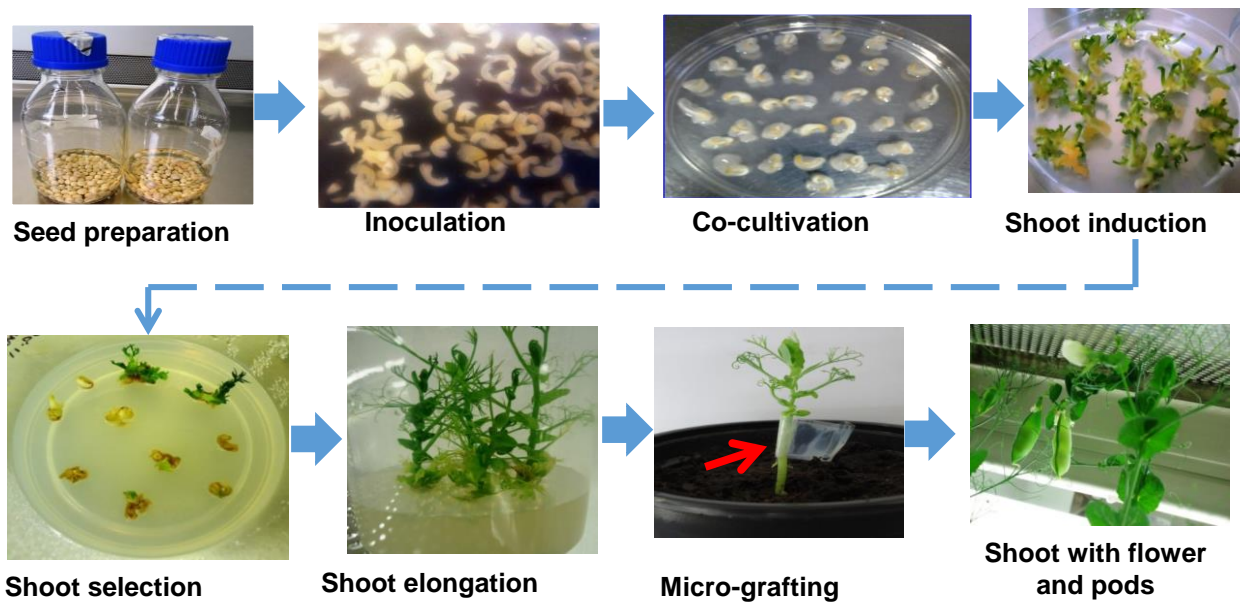 Seed preparation
Inoculation
Co-cultivation
Shoot induction
Shoot selection
Shoot elongation
Micro-grafting
Shoot with flower
and pods